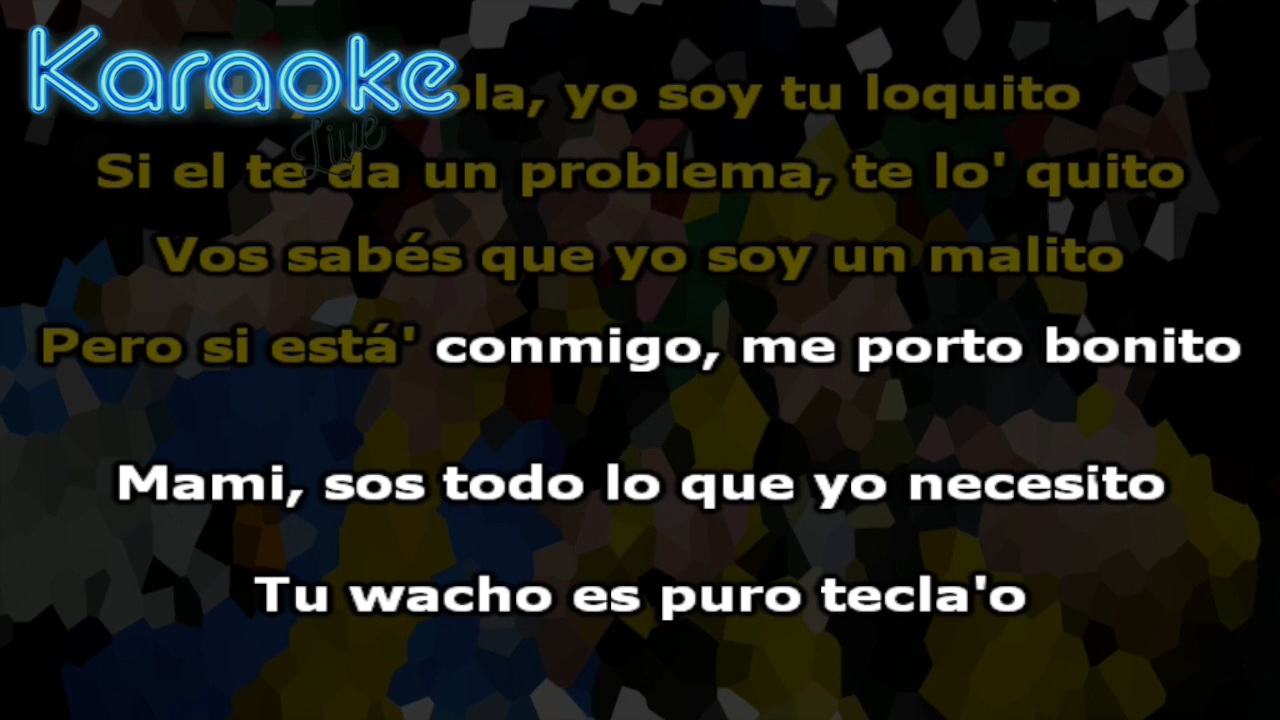 Karaoke
Live
yo soy tu loquito
Si el te da un problema, te lo' quito
Vos sabés que yo soy un malito
Pero si está' conmigo, me porto bonito
Mami, sos todo lo que yo necesito
Tu wacho es puro tecla'o